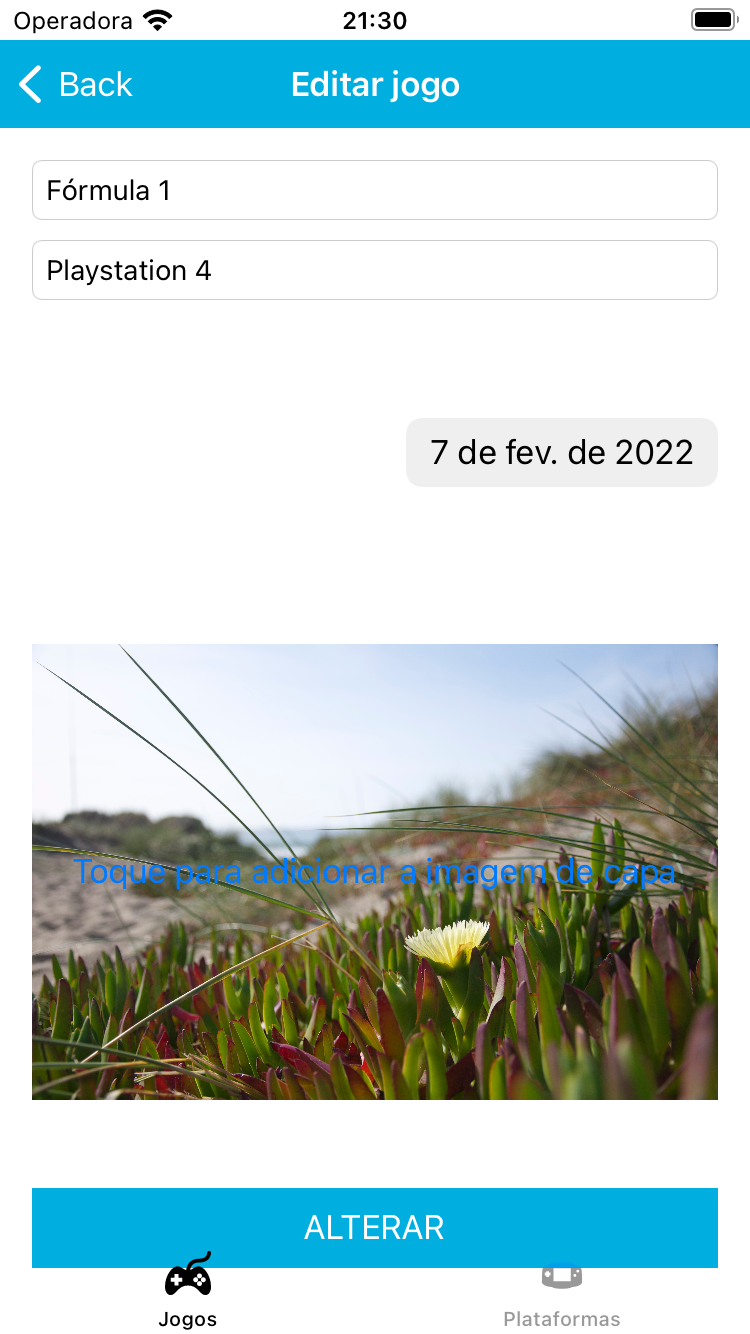 Operadora 21:30
Back Editar jogo
Fórmula 1
Playstation 4
7 de fev. de 2022
Toque para adicionar a imagem de capa
ALTERAR
Jogos Plataformas